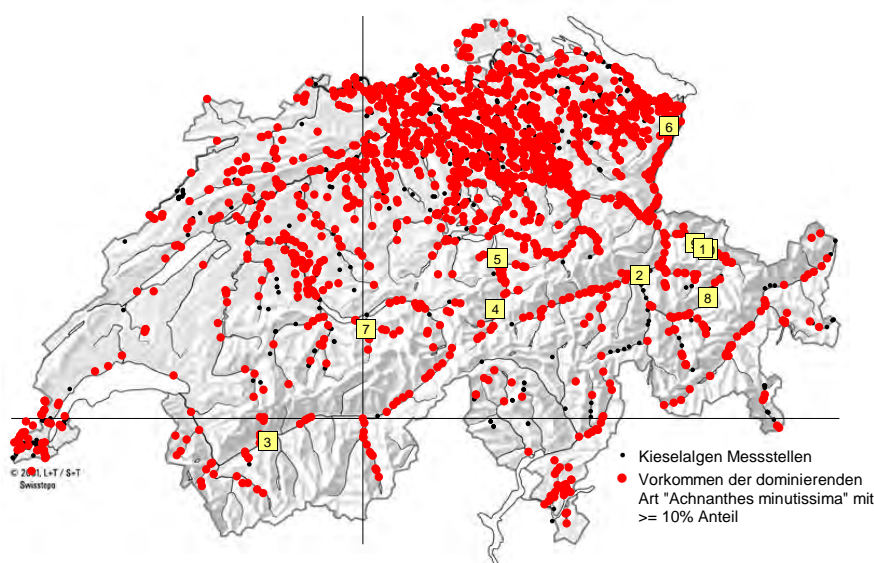 6
9 1
5
2
8
4
7
3
Kieselalgen Messstellen
Vorkommen der dominierenden
Art "Achnanthes minutissima" mit
>= 10% Anteil
L+T / S+T
Swisstopo